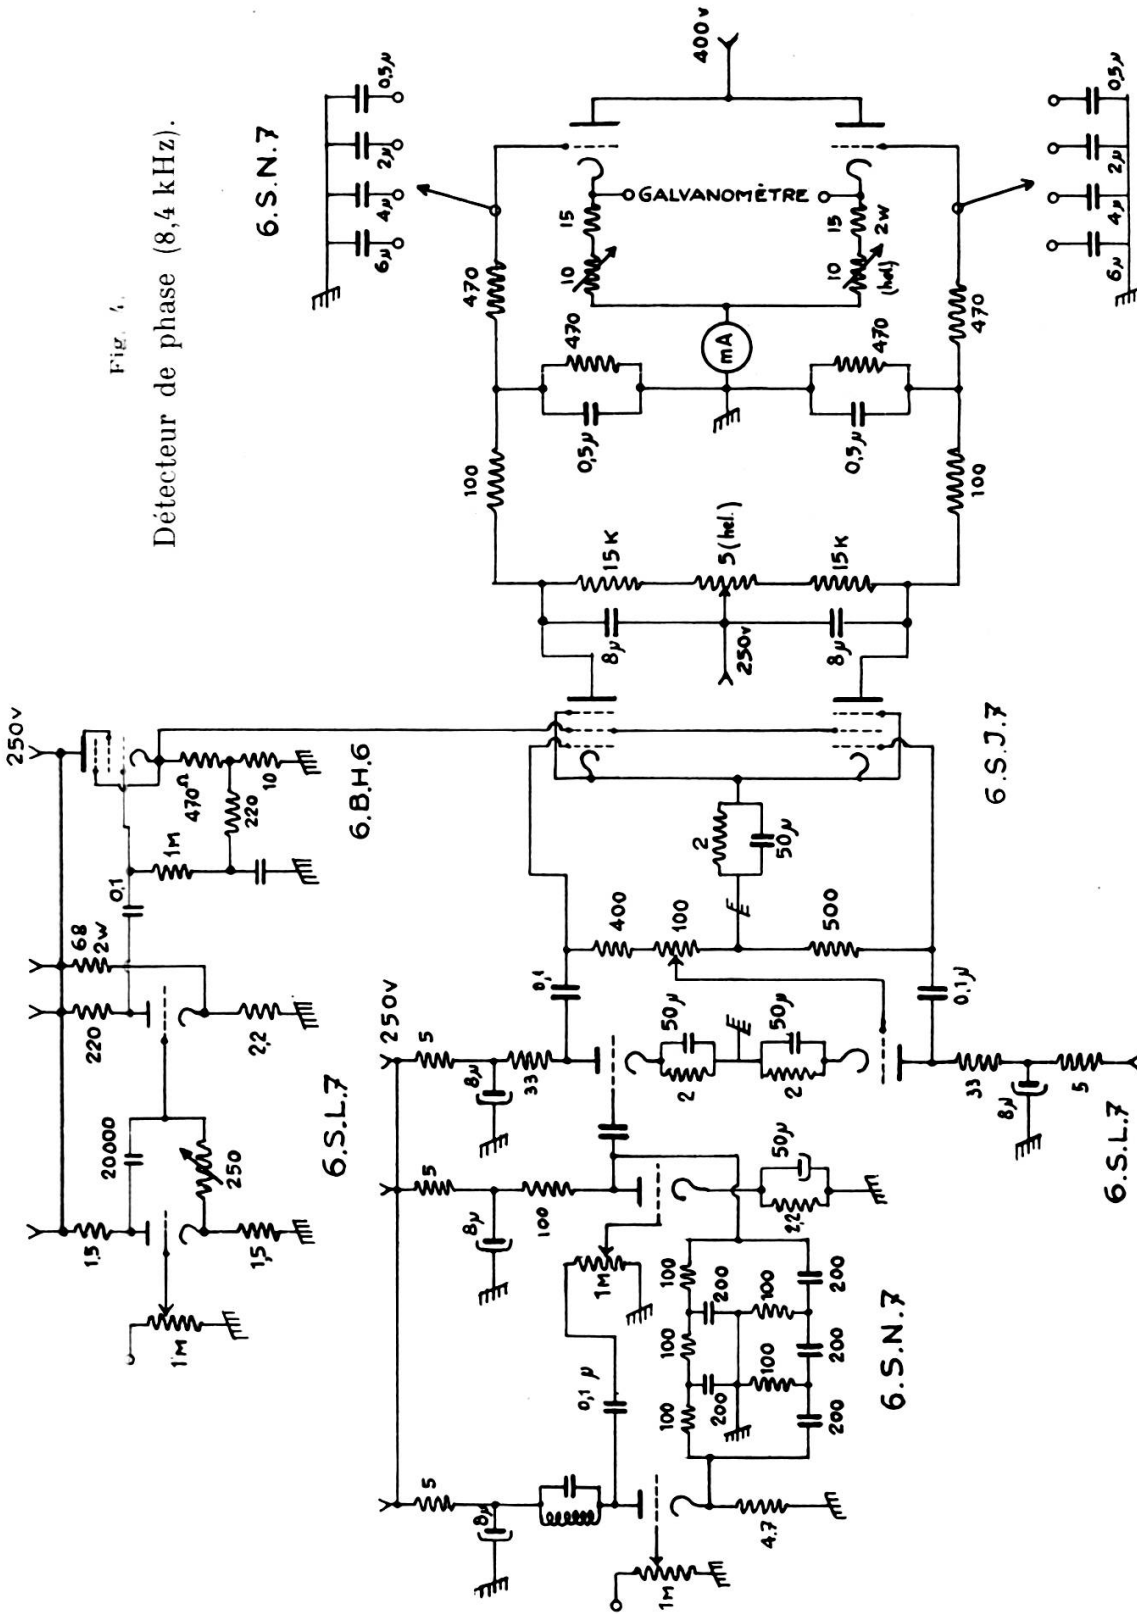 Fig. 4.
Détecteur de phase (8,4 kHz).
250v
1M
1,5
1,5
20000
250
220
68
2W
2,2
0,1
1M
470Ω
220
10
6.S.L.7
6.B.H.6
6.S.N.7
0,5µ
2µ
4µ
6µ
250v
5
8µ
1M
4.7
0,1 µ
5
8µ
100
1M
2,2
50µ
100
100
100
200
200
100
100
200
200
200
6.S.N.7
5
8µ
33
0,1
2
50µ
2
50µ
400
100
500
0,1µ
33
8µ
5
6.S.L.7
2
50µ
6.S.J.7
8µ
8µ
250v
15K
5 (hel.)
15K
100
100
0,5µ
470
0,5µ
470
mA
470
470
10
15
10
(hel)
15
2W
GALVANOMÈTRE
400v
0,5µ
2µ
4µ
6µ